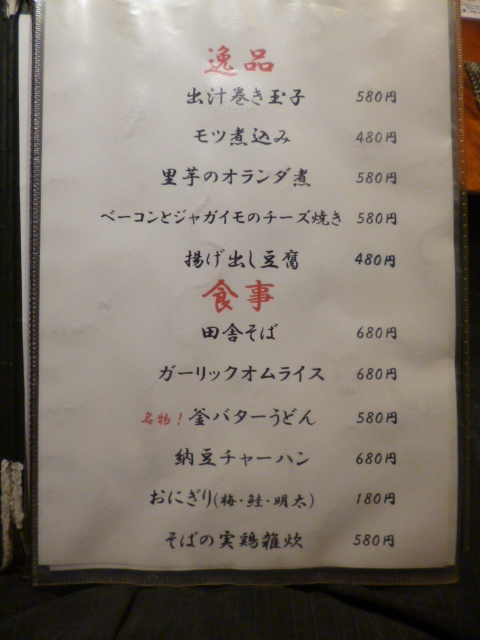 逸品
出汁巻き玉子 580円
モツ煮込み 480円
里芋のオランダ煮 580円
ベーコンとジャガイモのチーズ焼き 580円
揚げ出し豆腐 480円
食事
田舎そば 680円
ガーリックオムライス 680円
名物！釜バターうどん 580円
納豆チャーハン 680円
おにぎり(梅・鮭・明太) 180円
そばの実鶏雑炊 580円